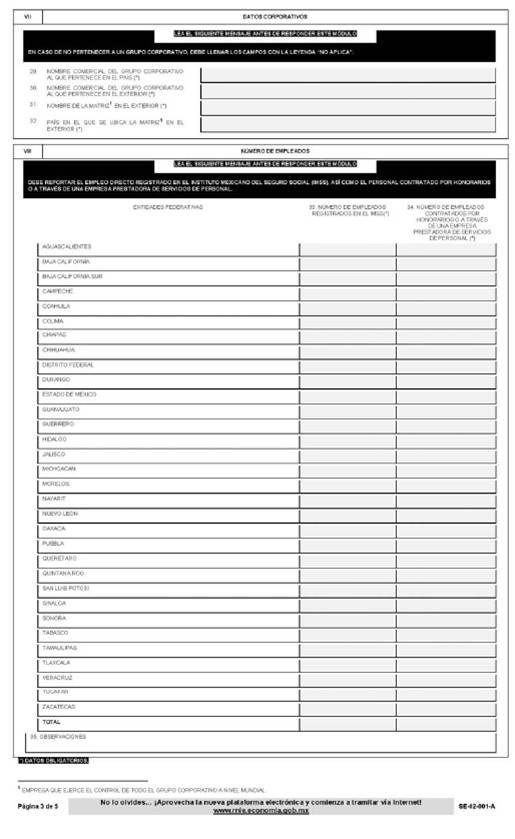 VII DATOS CORPORATIVOS
LEA EL SIGUIENTE MENSAJE ANTES DE RESPONDER ESTE MÓDULO
EN CASO DE NO PERTENECER A UN GRUPO CORPORATIVO, DEBE LLENAR LOS CAMPOS CON LA LEYENDA "NO APLICA".
29. NOMBRE COMERCIAL DEL GRUPO CORPORATIVO
AL QUE PERTENECE EN EL PAÍS (*)
30. NOMBRE COMERCIAL DEL GRUPO CORPORATIVO
AL QUE PERTENECE EN EL EXTERIOR (*)
31. NOMBRE DE LA MATRIZ¹ EN EL EXTERIOR (*)
32. PAÍS EN EL QUE SE UBICA LA MATRIZ¹ EN EL
EXTERIOR (*)
VIII NÚMERO DE EMPLEADOS
LEA EL SIGUIENTE MENSAJE ANTES DE RESPONDER ESTE MÓDULO
DEBE REPORTAR EL EMPLEO DIRECTO REGISTRADO EN EL INSTITUTO MEXICANO DEL SEGURO SOCIAL (IMSS), ASÍ COMO EL PERSONAL CONTRATADO POR HONORARIOS
O A TRAVÉS DE UNA EMPRESA PRESTADORA DE SERVICIOS DE PERSONAL.
ENTIDADES FEDERATIVAS
33. NÚMERO DE EMPLEADOS
REGISTRADOS EN EL IMSS(*)
34. NÚMERO DE EMPLEADOS
CONTRATADOS POR
HONORARIOS O A TRAVÉS
DE UNA EMPRESA
PRESTADORA DE SERVICIOS
DE PERSONAL (*)
AGUASCALIENTES
BAJA CALIFORNIA
BAJA CALIFORNIA SUR
CAMPECHE
COAHUILA
COLIMA
CHIAPAS
CHIHUAHUA
DISTRITO FEDERAL
DURANGO
ESTADO DE MÉXICO
GUANAJUATO
GUERRERO
HIDALGO
JALISCO
MICHOACÁN
MORELOS
NAYARIT
NUEVO LEÓN
OAXACA
PUEBLA
QUERÉTARO
QUINTANA ROO
SAN LUIS POTOSÍ
SINALOA
SONORA
TABASCO
TAMAULIPAS
TLAXCALA
VERACRUZ
YUCATÁN
ZACATECAS
TOTAL
35. OBSERVACIONES
(*) DATOS OBLIGATORIOS.
¹ EMPRESA QUE EJERCE EL CONTROL DE TODO EL GRUPO CORPORATIVO A NIVEL MUNDIAL.
Página 3 de 5
No lo olvides... ¡Aprovecha la nueva plataforma electrónica y comienza a tramitar vía Internet!
www.rnie.economia.gob.mx
SE-02-001-A